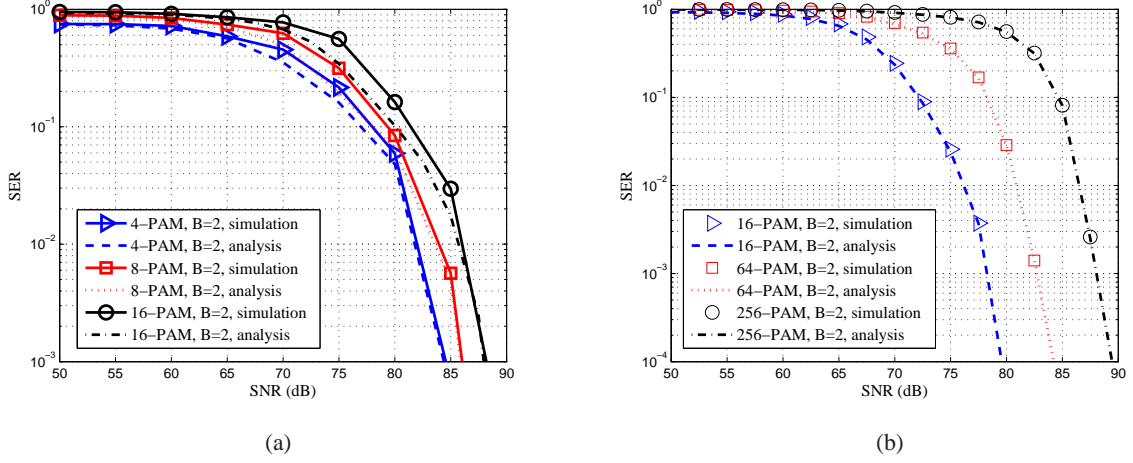 10^0
10^−1
10^−2
10^−3
SER
50 55 60 65 70 75 80 85 90
SNR (dB)
4−PAM, B=2, simulation
4−PAM, B=2, analysis
8−PAM, B=2, simulation
8−PAM, B=2, analysis
16−PAM, B=2, simulation
16−PAM, B=2, analysis
(a)
10^0
10^−1
10^−2
10^−3
10^−4
SER
50 55 60 65 70 75 80 85 90
SNR (dB)
16−PAM, B=2, simulation
16−PAM, B=2, analysis
64−PAM, B=2, simulation
64−PAM, B=2, analysis
256−PAM, B=2, simulation
256−PAM, B=2, analysis
(b)